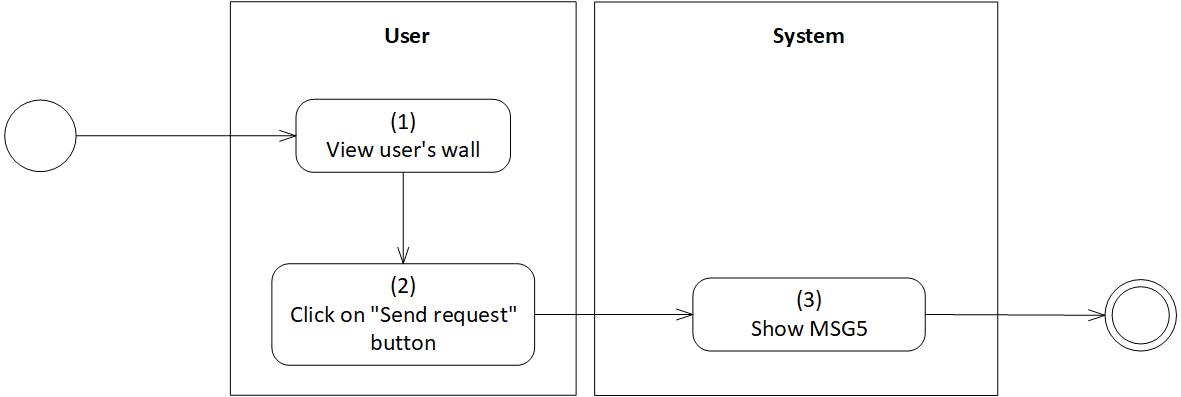 User
System
(1)
View user's wall
(2)
Click on "Send request"
button
(3)
Show MSG5